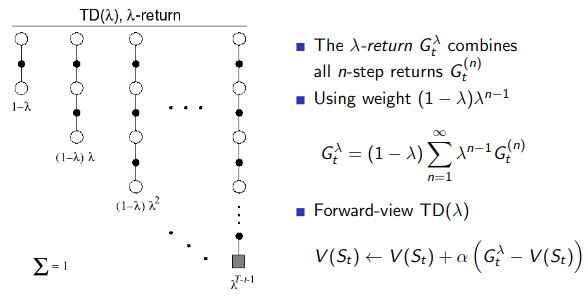 TD(λ), λ-return
1−λ
(1−λ) λ
(1−λ) λ²
λ^{T-t-1}
∑ = 1
The λ-return G_t^λ combines
all n-step returns G_t^{(n)}
Using weight (1 − λ)λ^{n−1}
G_t^λ = (1 − λ) ∑_{n=1}^{∞} λ^{n−1} G_t^{(n)}
Forward-view TD(λ)
V(S_t) ← V(S_t) + α (G_t^λ − V(S_t))